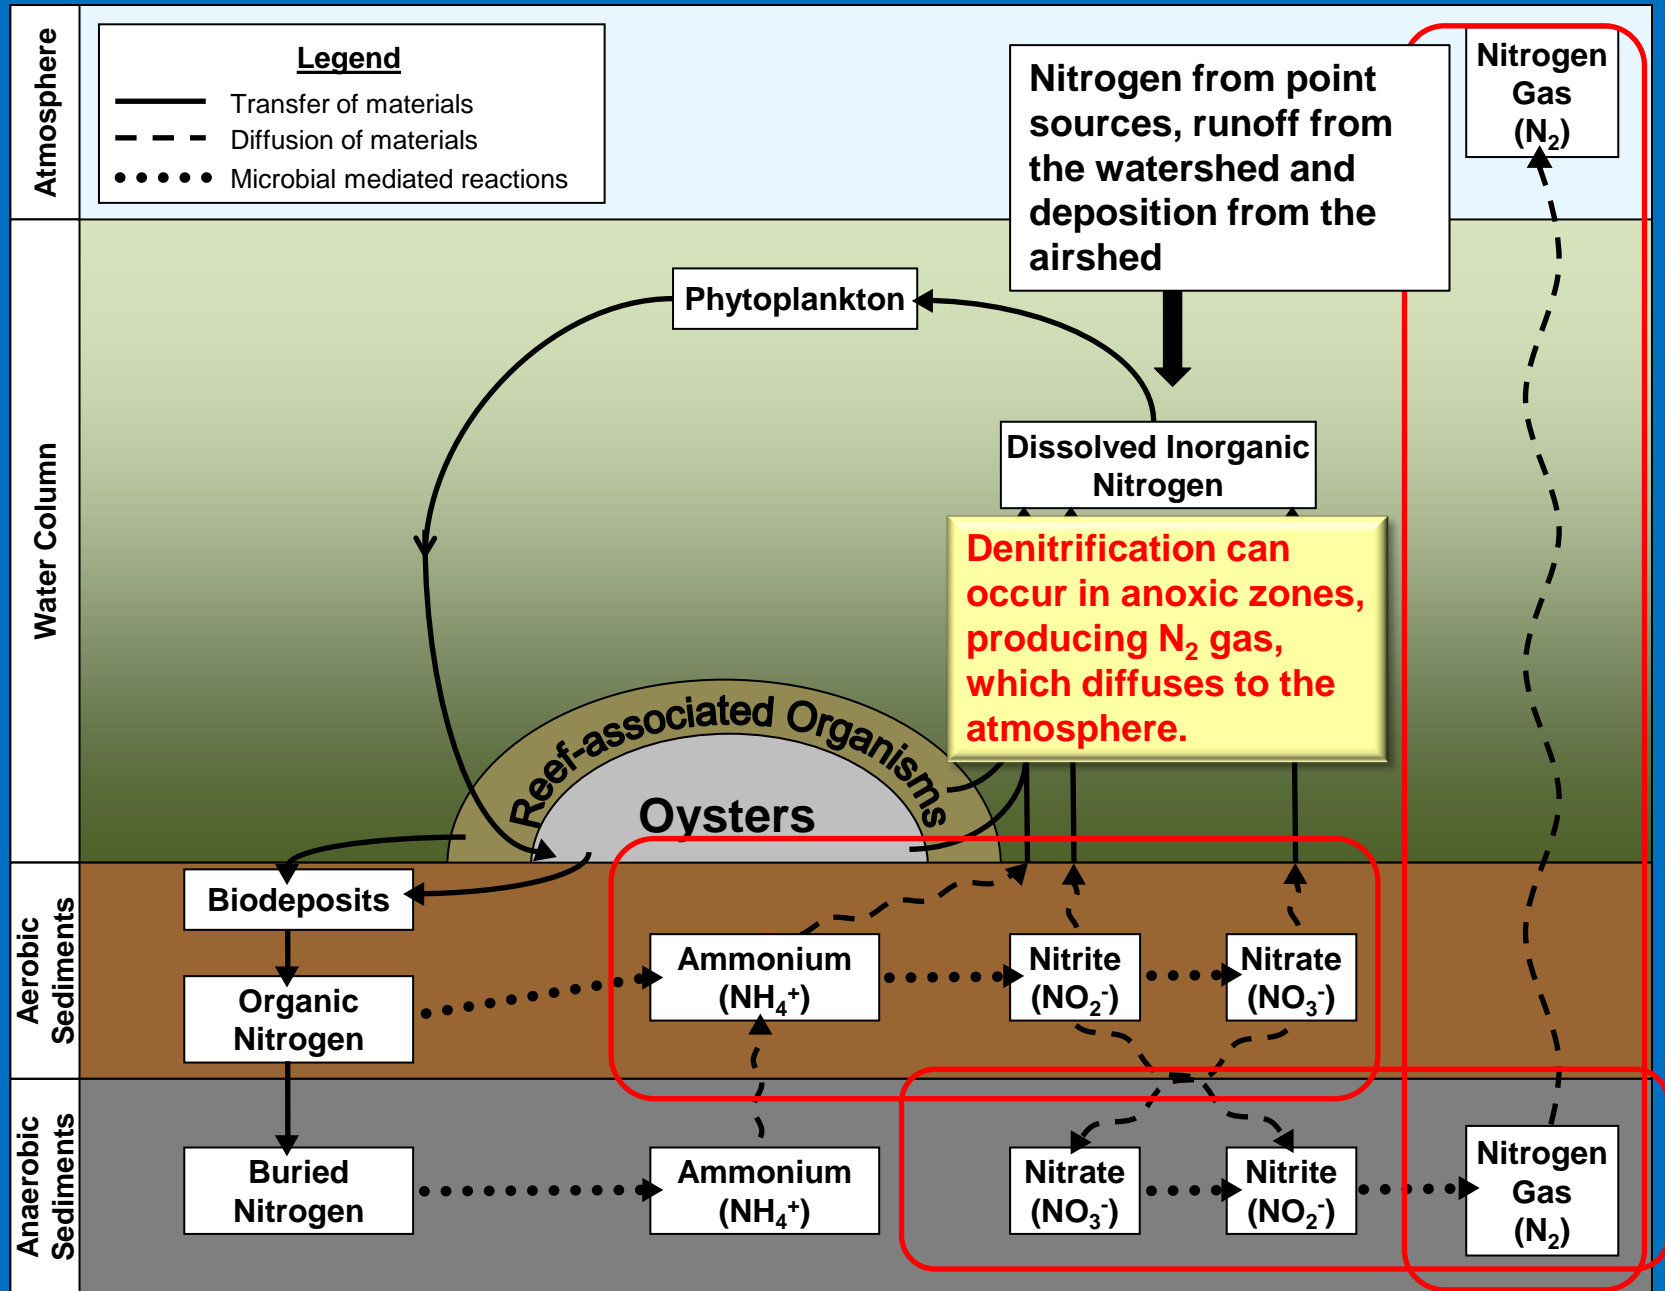 Atmosphere
Legend
Transfer of materials
Diffusion of materials
Microbial mediated reactions
Nitrogen from point
sources, runoff from
the watershed and
deposition from the
airshed
Nitrogen
Gas
(N₂)
Water Column
Phytoplankton
Dissolved Inorganic
Nitrogen
Denitrification can
occur in anoxic zones,
producing N₂ gas,
which diffuses to the
atmosphere.
Reef-associated Organisms
Oysters
Aerobic
Sediments
Biodeposits
Organic
Nitrogen
Ammonium
(NH₄⁺)
Nitrite
(NO₂⁻)
Nitrate
(NO₃⁻)
Anaerobic
Sediments
Buried
Nitrogen
Ammonium
(NH₄⁺)
Nitrate
(NO₃⁻)
Nitrite
(NO₂⁻)
Nitrogen
Gas
(N₂)